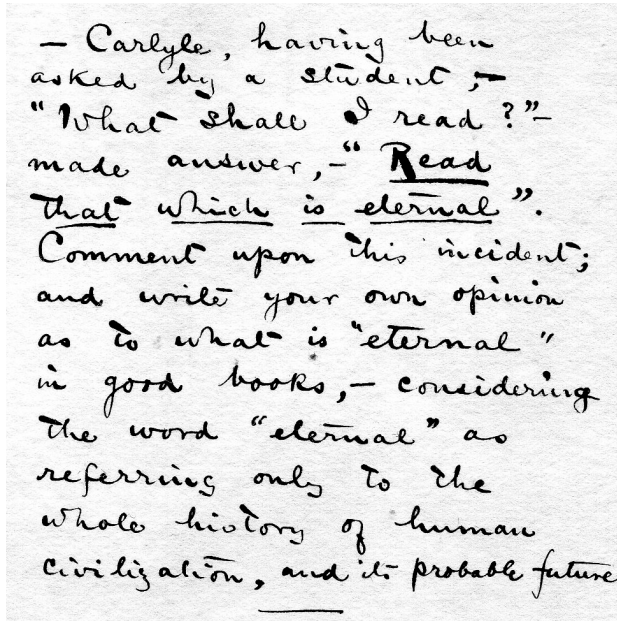 — Carlyle, having been
asked by a student,—
"What shall I read?"—
made answer,—"Read
that which is eternal".
Comment upon this incident;
and write your own opinion
as to what is "eternal"
in good books,— considering
the word "eternal" as
referring only to the
whole history of human
civilization, and its probable future